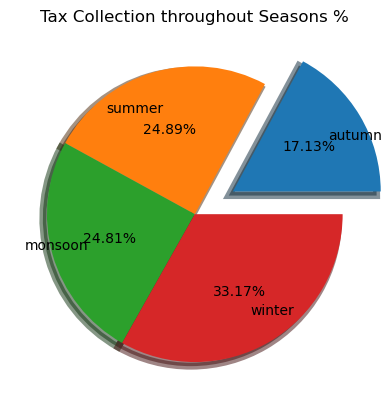 Tax Collection throughout Seasons %
summer
24.89%
autumn
17.13%
monsoon
24.81%
33.17%
winter